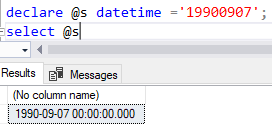 declare @s datetime ='19900907';
select @s
Results
Messages
(No column name)
1990-09-07 00:00:00.000